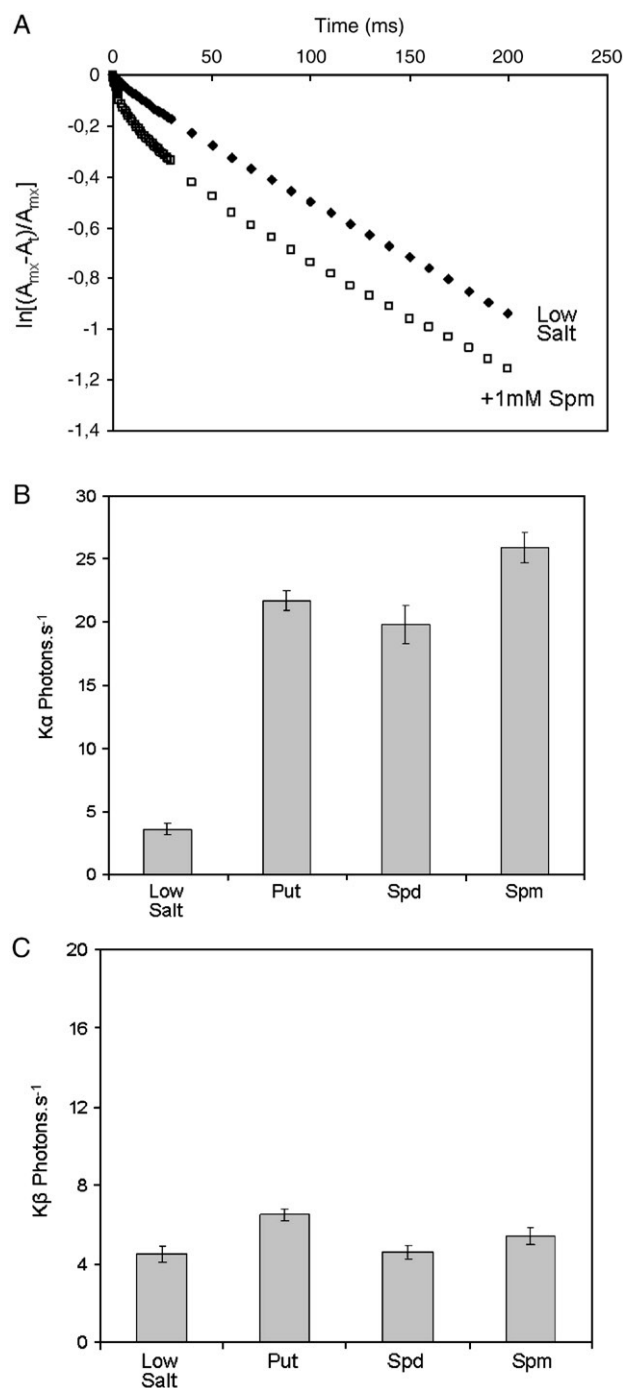 A
Time (ms)
0 50 100 150 200 250
0
-0,2
-0,4
-0,6
-0,8
-1
-1,2
-1,4
ln[(Amx-At)/Amx]
Low
Salt
+1mM Spm
B
30
25
20
15
10
5
0
Kα Photons.s-1
Low
Salt
Put
Spd
Spm
C
20
16
12
8
4
0
Kβ Photons.s-1
Low
Salt
Put
Spd
Spm